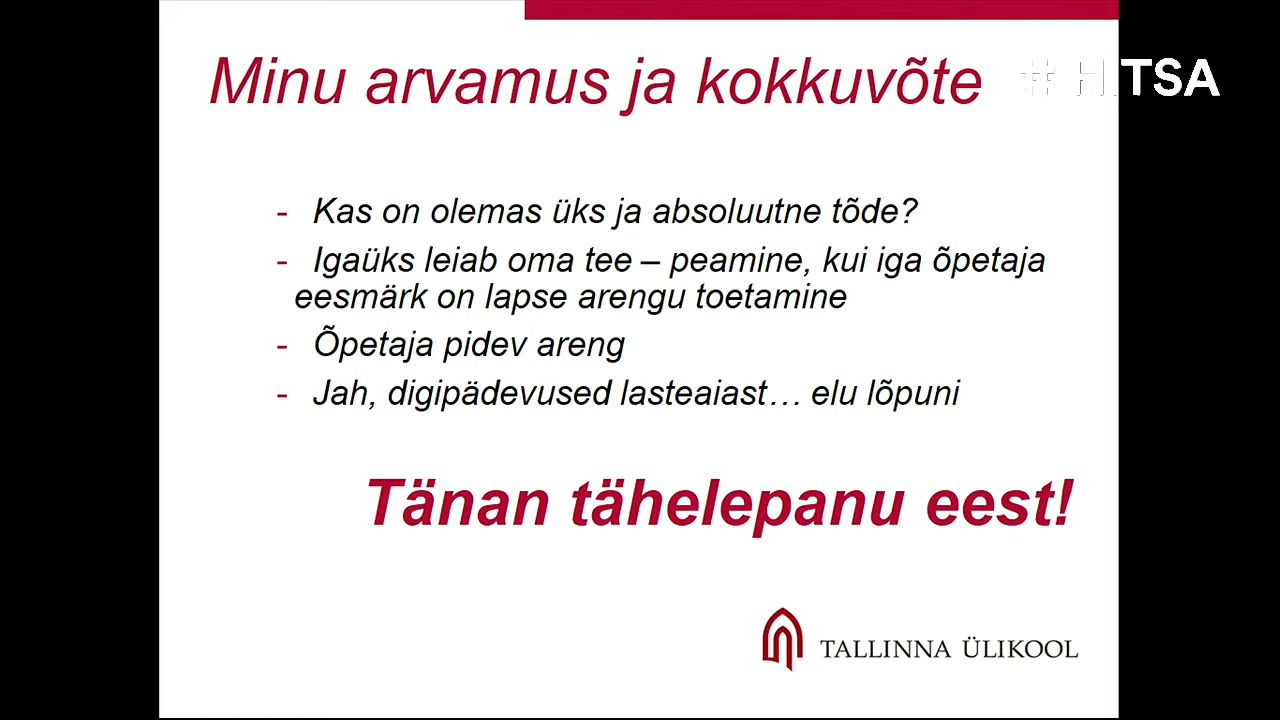 Minu arvamus ja kokkuvõte
#HITSA
- Kas on olemas üks ja absoluutne tõde?
- Igaüks leiab oma tee – peamine, kui iga õpetaja
eesmärk on lapse arengu toetamine
- Õpetaja pidev areng
- Jah, digipädevused lasteaiast… elu lõpuni
Tänan tähelepanu eest!
TALLINNA ÜLIKOOL